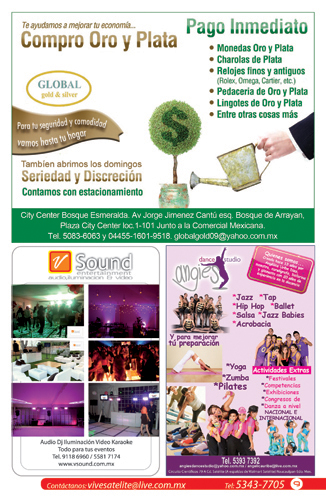 Te ayudamos a mejorar tu economía...
Compro Oro y Plata
GLOBAL
gold & silver
Para tu seguridad y comodidad
vamos hasta tu hogar
También abrimos los domingos
Seriedad y Discreción
Contamos con estacionamiento
Pago Inmediato
• Monedas Oro y Plata
• Charolas de Plata
• Relojes finos y antiguos
(Rolex, Omega, Cartier, etc.)
• Pedaceria de Oro y Plata
• Lingotes de Oro y Plata
• Entre otras cosas más
$
City Center Bosque Esmeralda. Av Jorge Jimenez Cantú esq. Bosque de Arrayan,
Plaza City Center loc.1-101 Junto a la Comercial Mexicana.
Tel. 5083-6063 y 04455-1601-9518. globalgold09@yahoo.com.mx
V Sound
entertainment
audio&iluminación Video
Audio Dj Iluminación Video Karaoke
Todo para tus eventos
Tel. 9118 6960 / 5581 7174
www.vsound.com.mx
dance studio
angies
*Jazz *Tap
*Hip Hop *Ballet
*Salsa *Jazz Babies
*Acrobacia
Y para mejorar
tú preparación
*Yoga
*Zumba
*Pilates
Actividades Extras
*Festivales
*Competencias
*Exhibiciones
*Congresos de
*Danza a nivel
NACIONAL E
INTERNACIONAL
Tel. 5393 7392
Contáctanos: vivesatelite@live.com.mx
5343-7705